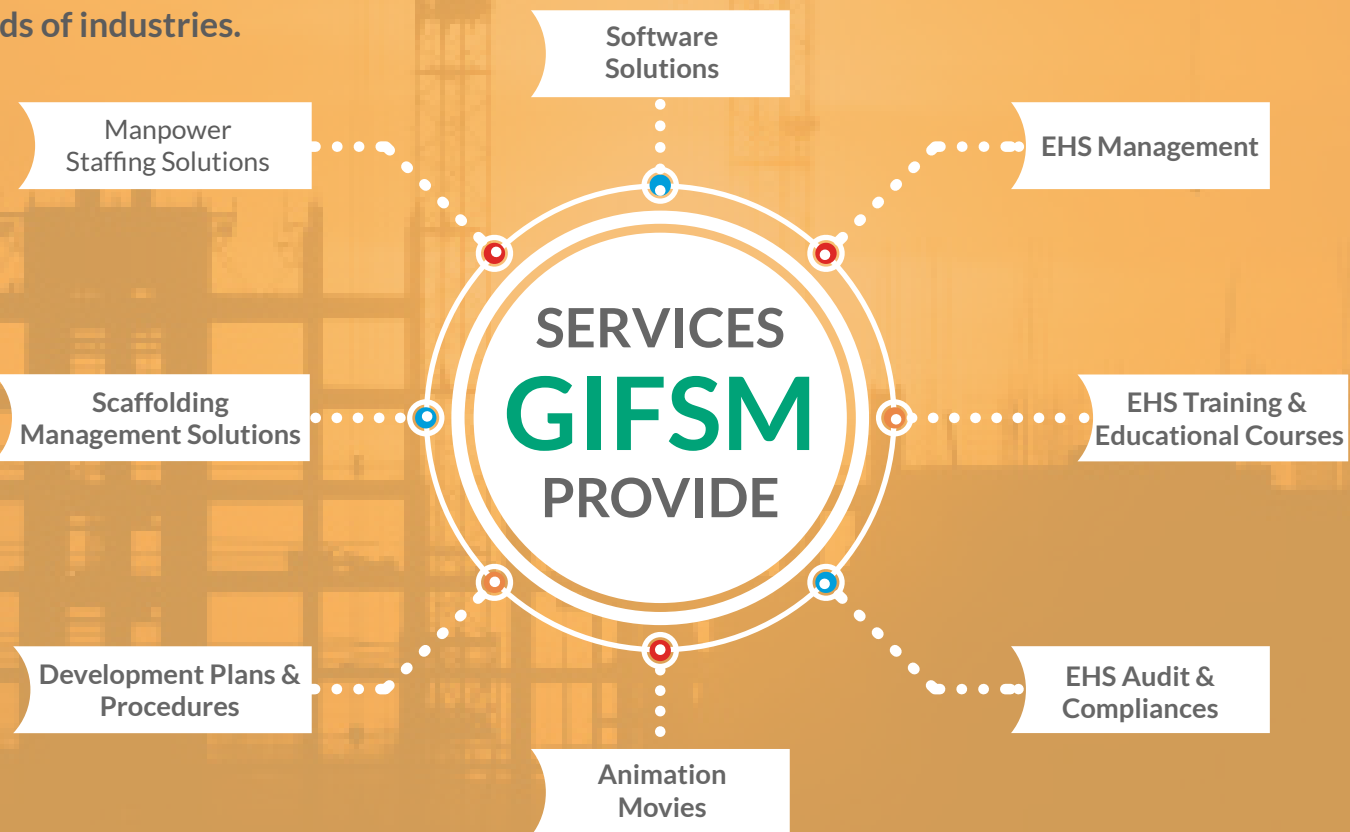 ds of industries.
Software
Solutions
Manpower
Staffing Solutions
EHS Management
SERVICES
GIFSM
PROVIDE
Scaffolding
Management Solutions
EHS Training &
Educational Courses
Development Plans &
Procedures
EHS Audit &
Compliances
Animation
Movies